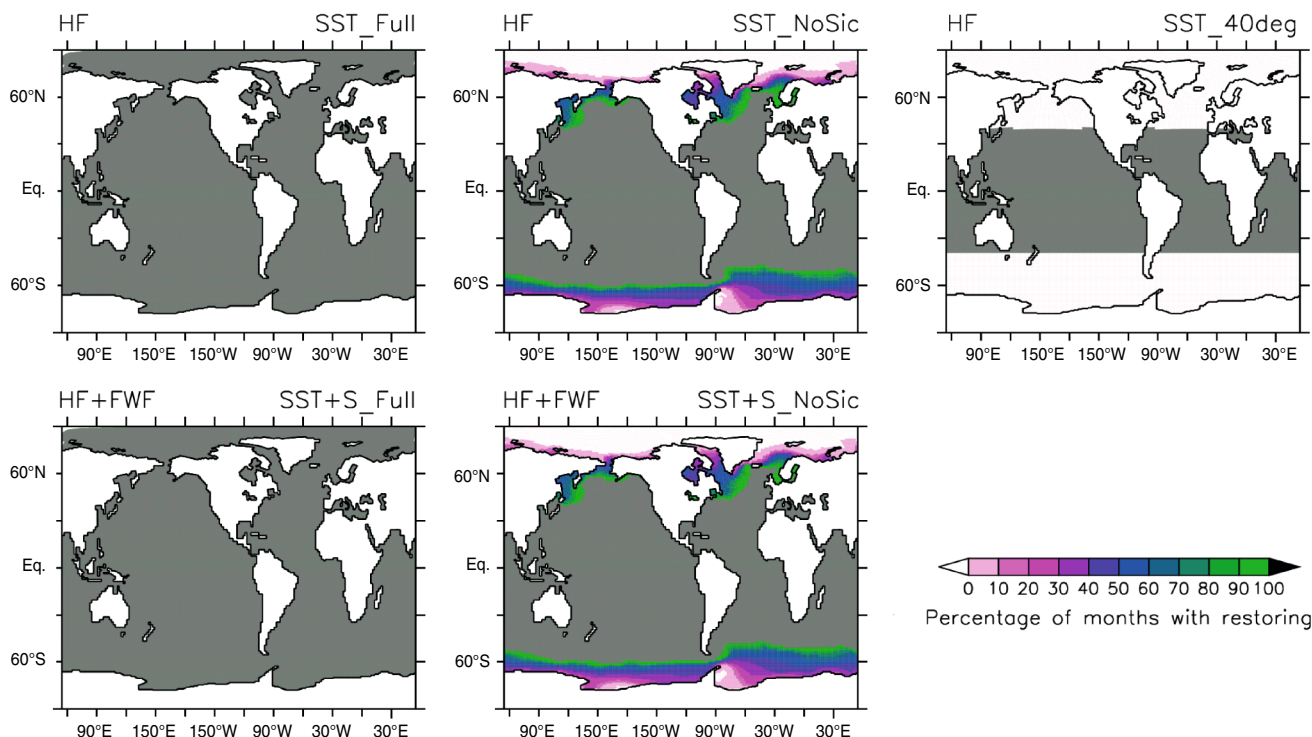 HF SST_Full HF SST_NoSic HF SST_40deg
60°N 60°N 60°N
Eq. Eq. Eq.
60°S 60°S 60°S
90°E 150°E 150°W 90°W 30°W 30°E 90°E 150°E 150°W 90°W 30°W 30°E 90°E 150°E 150°W 90°W 30°W 30°E
HF+FWF SST+S_Full HF+FWF SST+S_NoSic
60°N 60°N
Eq. Eq.
0 10 20 30 40 50 60 70 80 90 100
Percentage of months with restoring
60°S 60°S
90°E 150°E 150°W 90°W 30°W 30°E 90°E 150°E 150°W 90°W 30°W 30°E